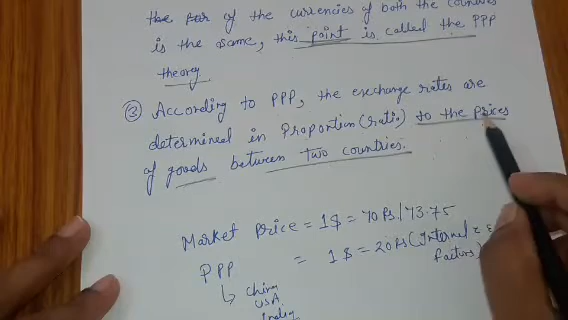 of the currencies of both the countries
is the same, this point is called the PPP
theory
③ According to PPP, the exchange rates are
determined in Proportion (ratio) to the prices
of goods between two countries.
Market price = 1$ = 70 Rs./73.75
PPP = 1$ = 20 Rs (Internal
factors)
↳ China
USA
India